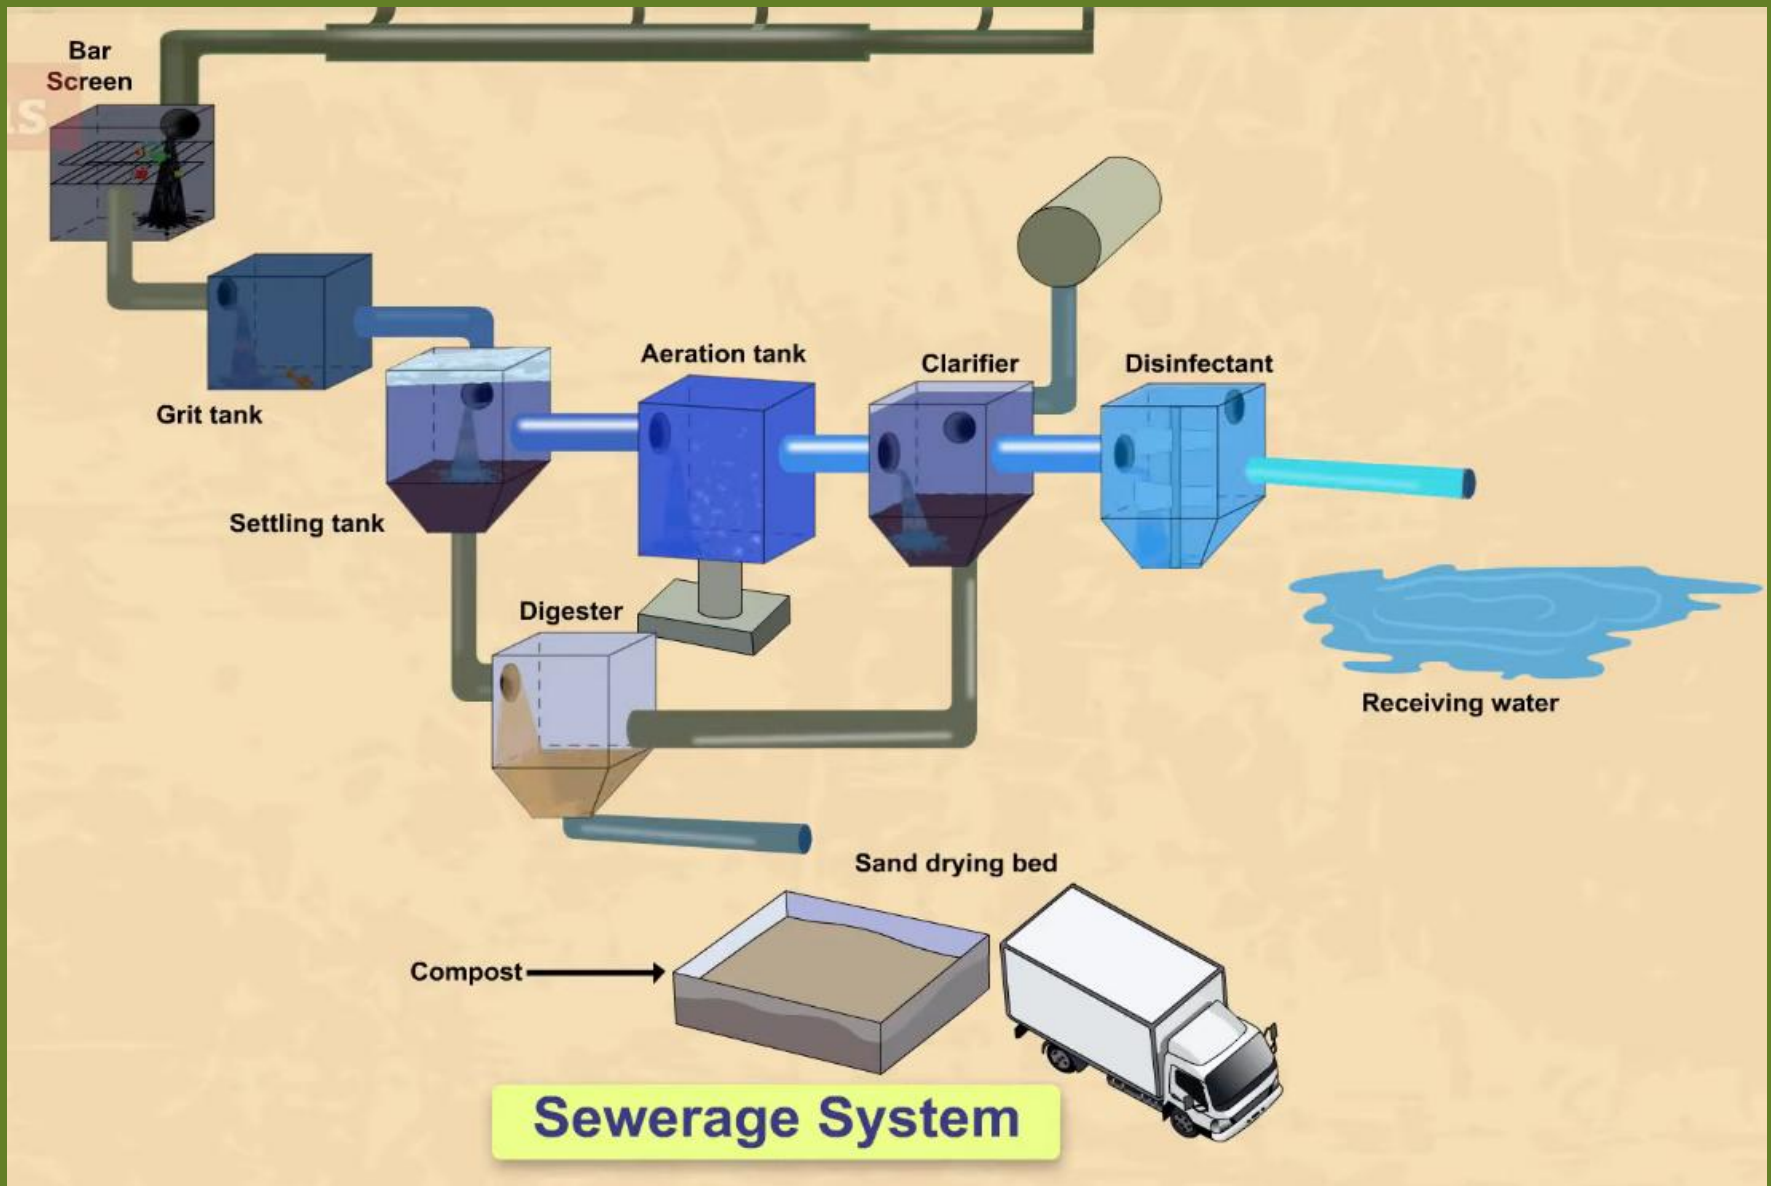 Bar
Screen
as
Aeration tank
Clarifier
Disinfectant
Grit tank
Settling tank
Digester
Receiving water
Sand drying bed
Compost
Sewerage System